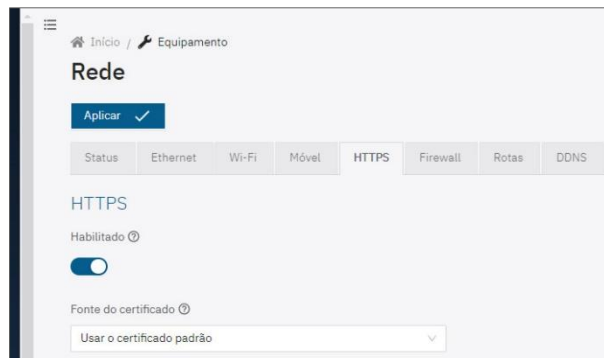 Início / Equipamento
Rede
Aplicar
Status Ethernet Wi-Fi Móvel HTTPS Firewall Rotas DDNS
HTTPS
Habilitado
Fonte do certificado
Usar o certificado padrão